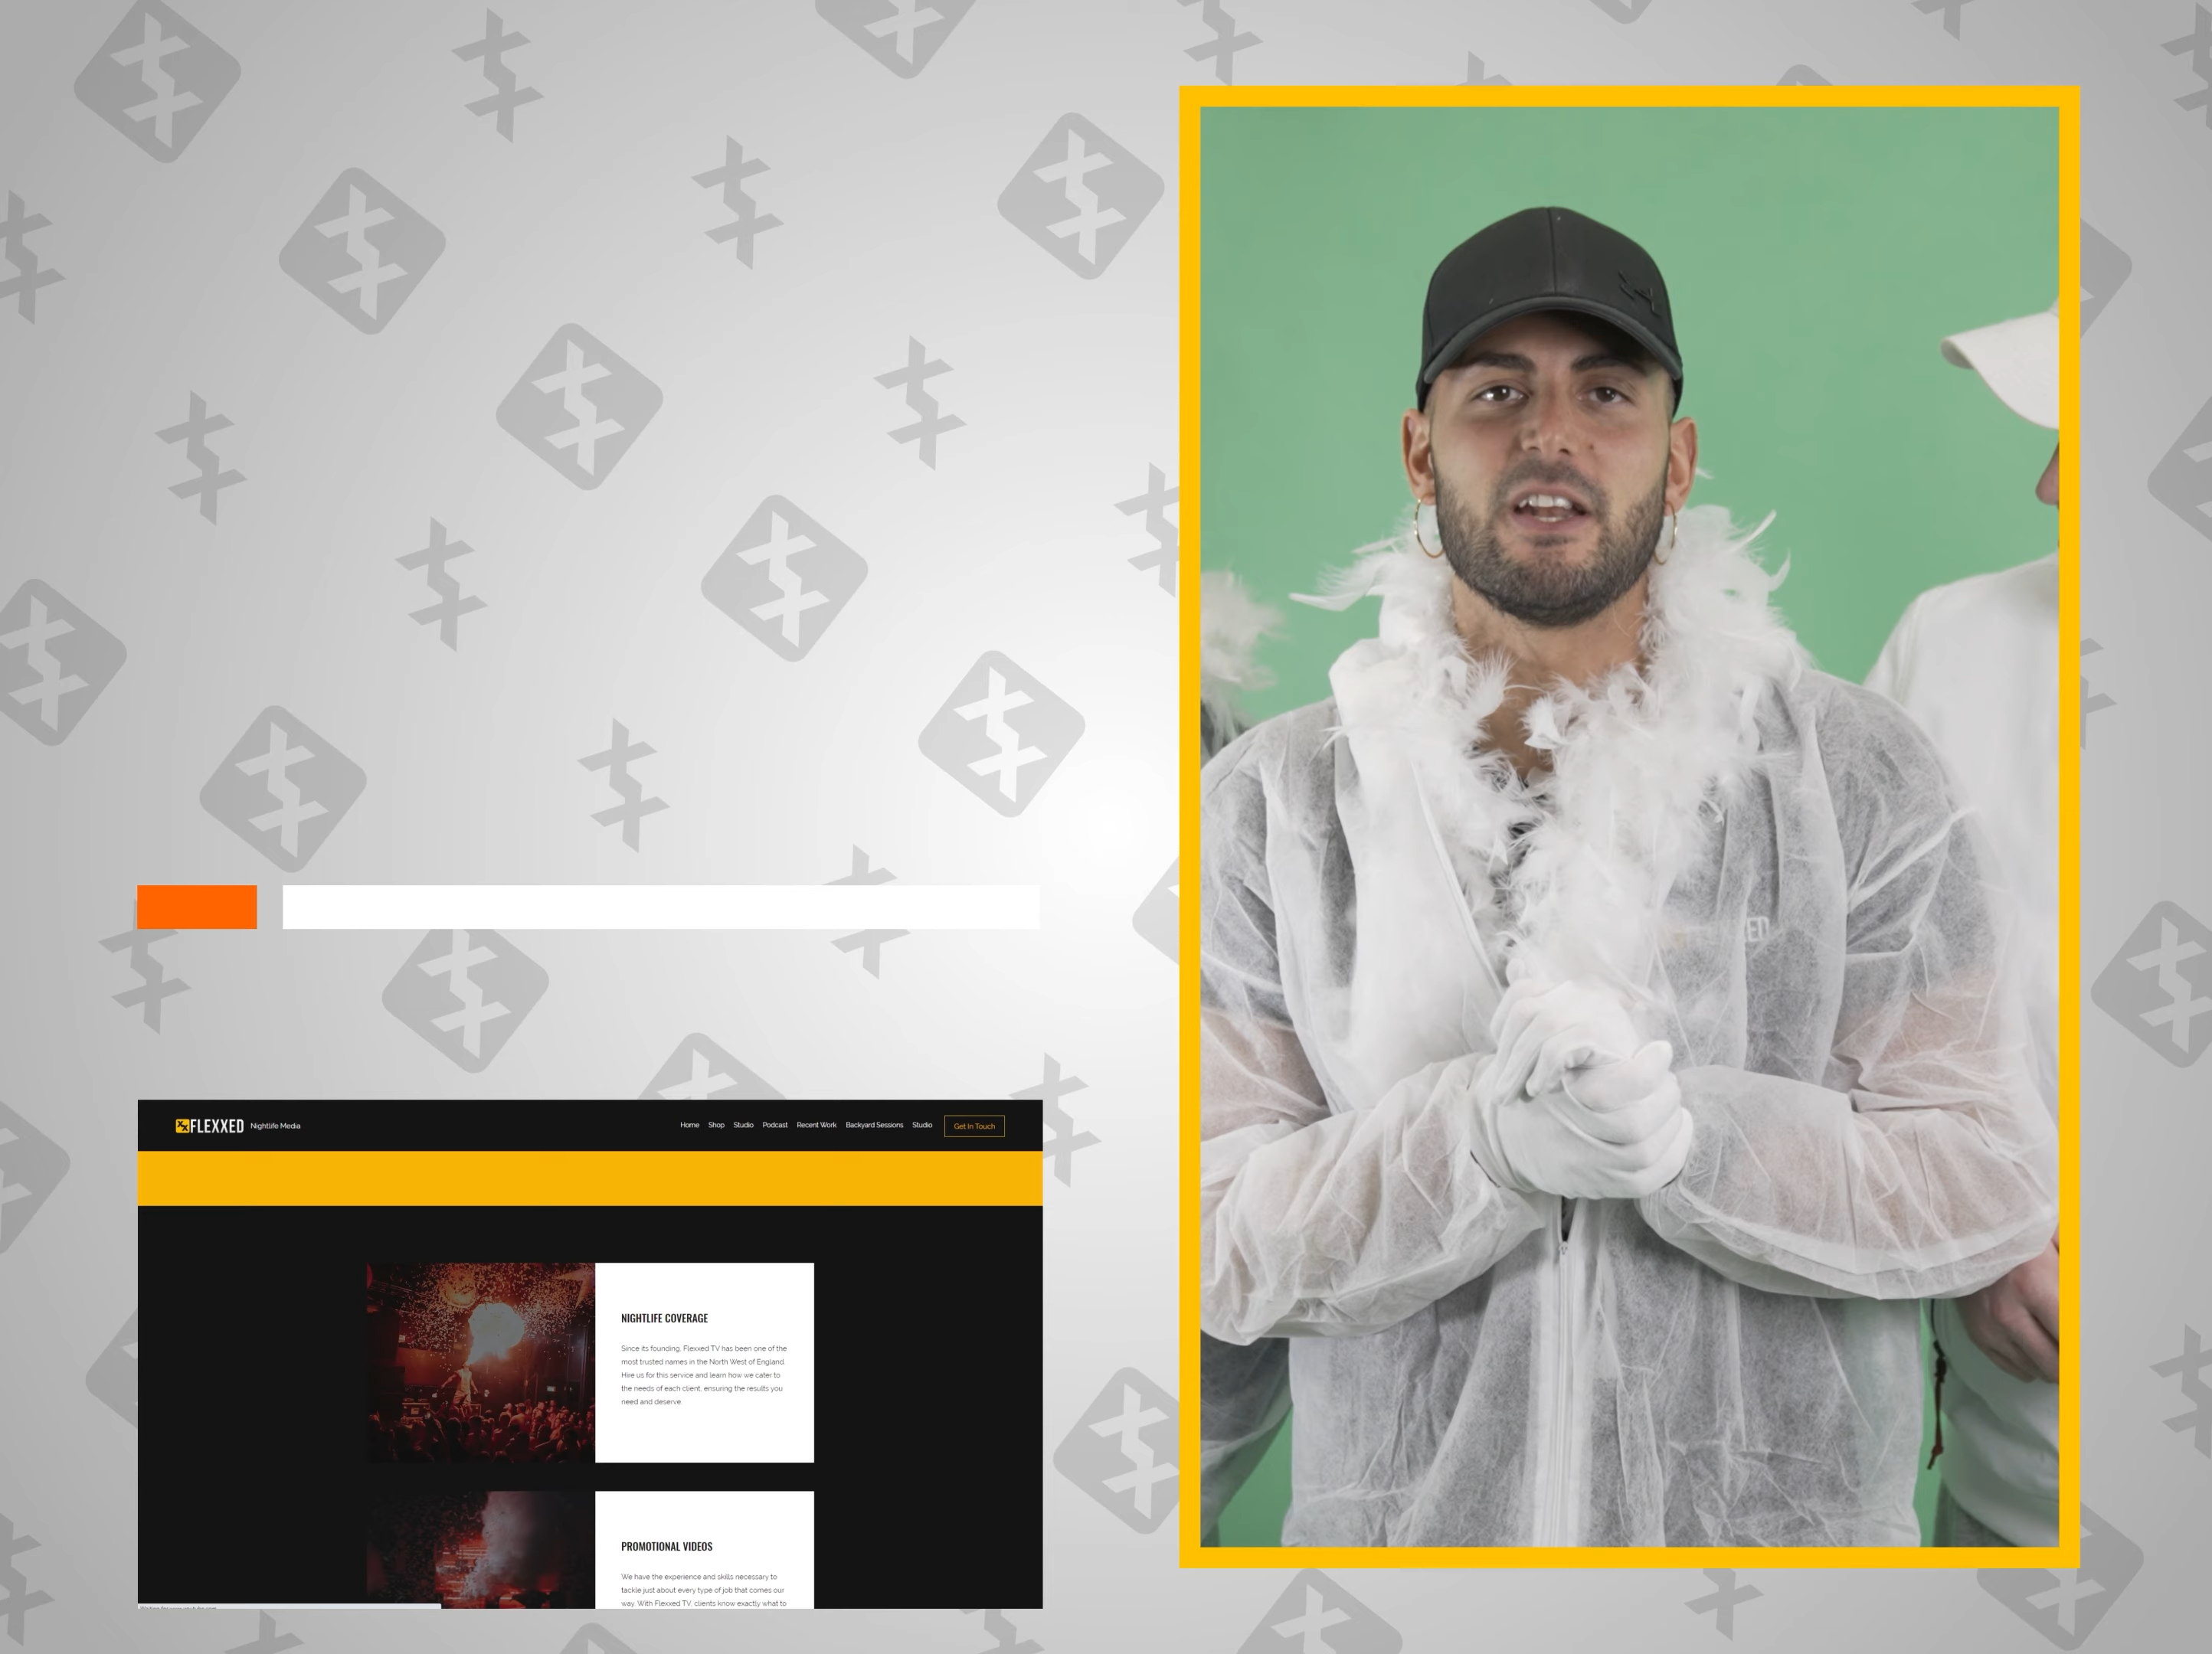 FLEXXED Nightlife Media
Home Shop Studio Podcast Recent Work Backyard Sessions Studio Get In Touch
NIGHTLIFE COVERAGE
Since its founding, Flexxed TV has been one of the
most trusted names in the North West of England.
Hire us for this service and learn how we cater to
the needs of each client, ensuring the results you
need and deserve.
PROMOTIONAL VIDEOS
We have the experience and skills necessary to
tackle just about every type of job that comes our
way. With Flexxed TV, clients know exactly what to
ED